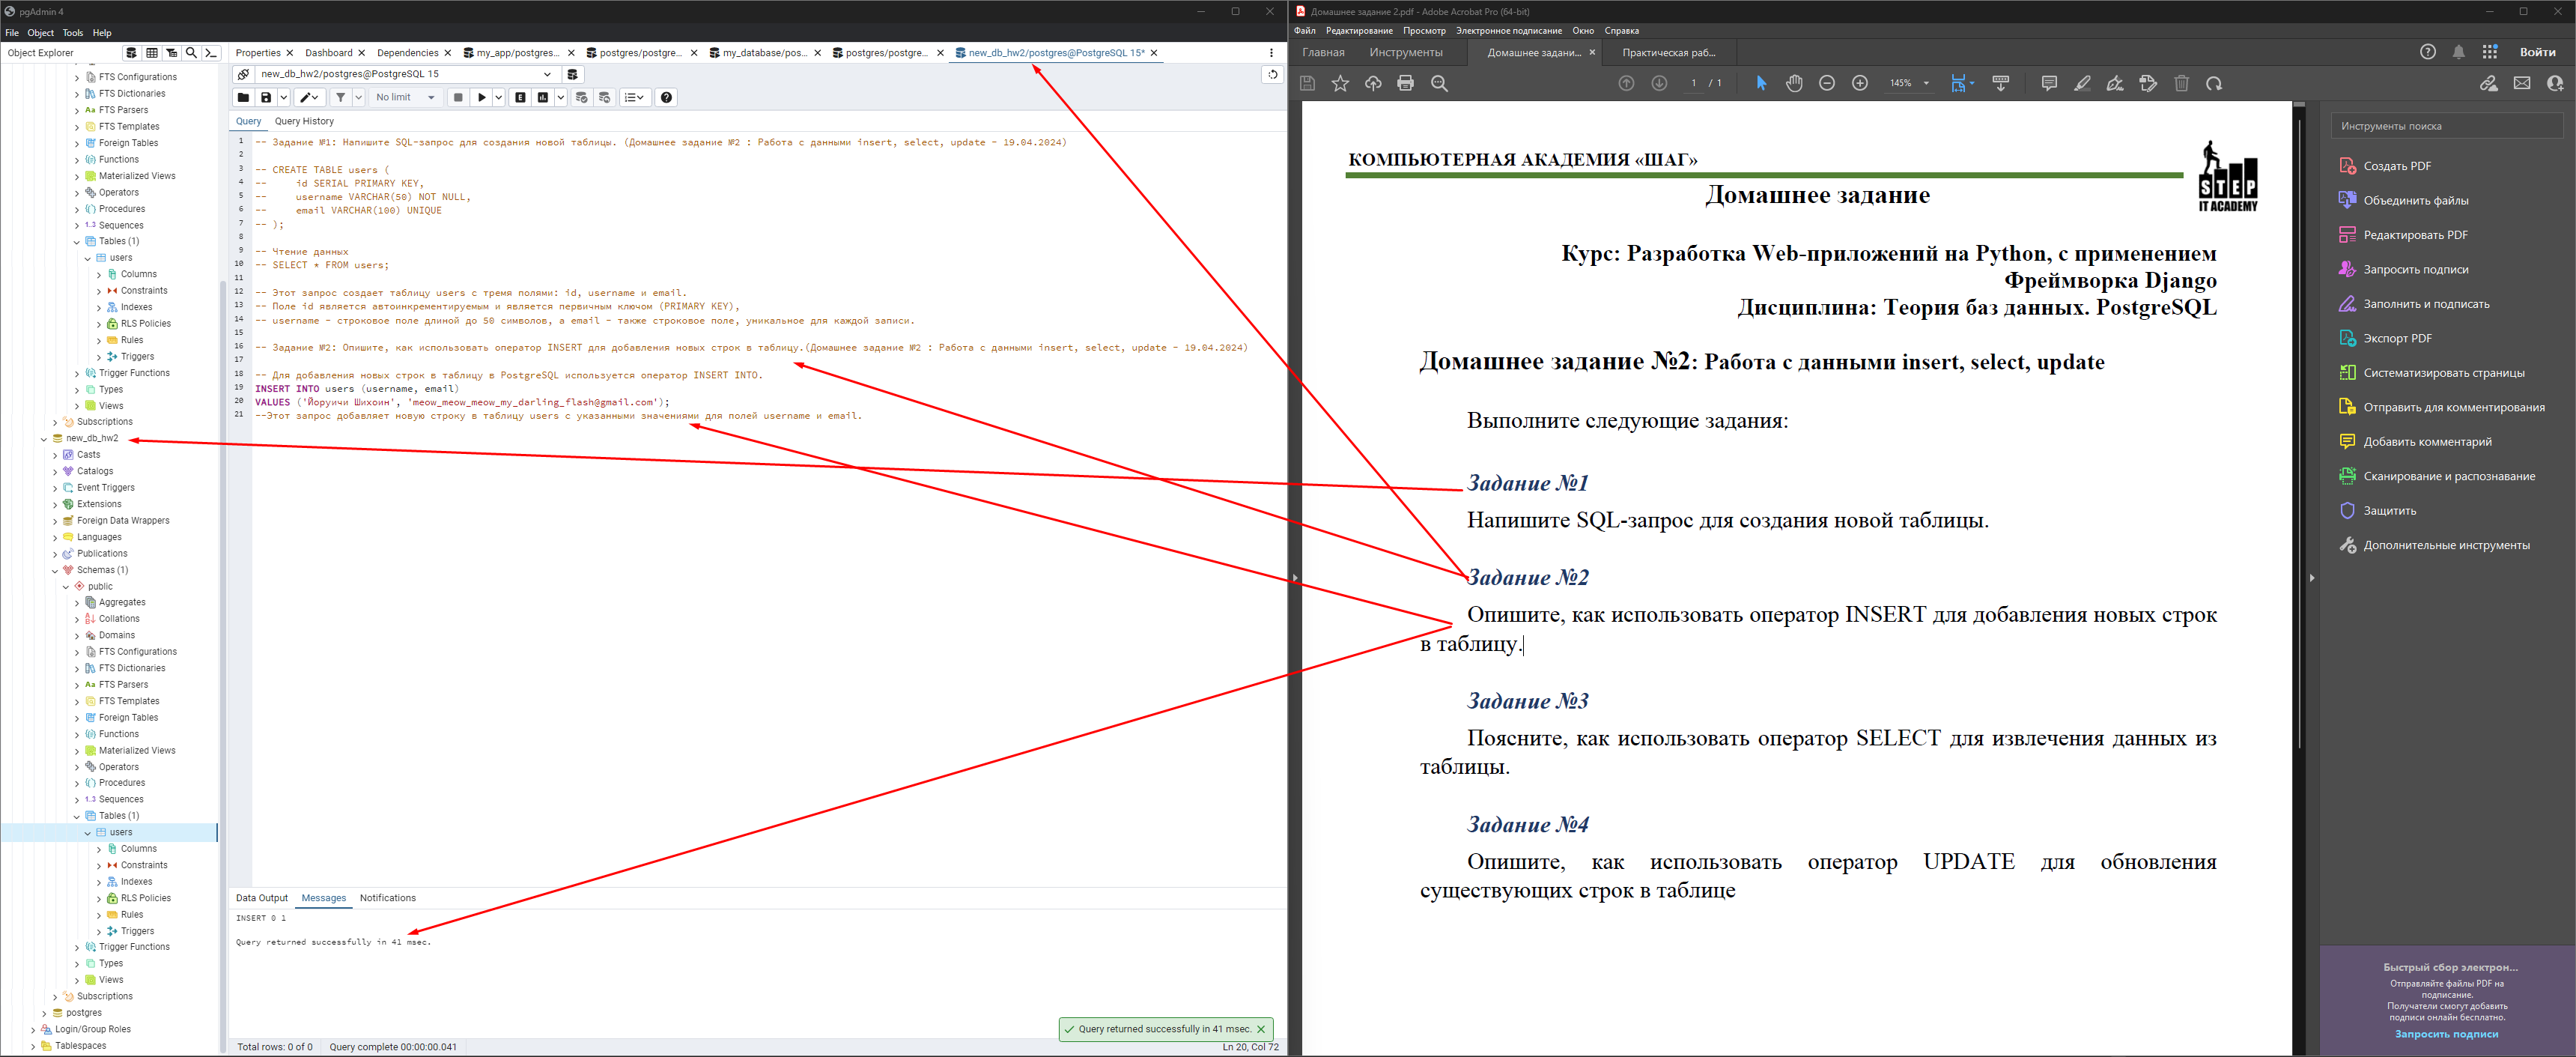 pgAdmin 4
File Object Tools Help
Object Explorer
FTS Configurations
FTS Dictionaries
FTS Parsers
FTS Templates
Foreign Tables
Functions
Materialized Views
Operators
Procedures
Sequences
Tables (1)
users
Columns
Constraints
Indexes
RLS Policies
Rules
Triggers
Trigger Functions
Types
Views
Subscriptions
new_db_hw2
Casts
Catalogs
Event Triggers
Extensions
Foreign Data Wrappers
Languages
Publications
Schemas (1)
public
Aggregates
Collations
Domains
FTS Configurations
FTS Dictionaries
FTS Parsers
FTS Templates
Foreign Tables
Functions
Materialized Views
Operators
Procedures
Sequences
Tables (1)
users
Columns
Constraints
Indexes
RLS Policies
Rules
Triggers
Trigger Functions
Types
Views
Subscriptions
postgres
Login/Group Roles
Tablespaces
Properties Dashboard Dependencies my_app/postgres... postgres/postgre... my_database/pos... postgres/postgre... new_db_hw2/postgres@PostgreSQL 15*
new_db_hw2/postgres@PostgreSQL 15
No limit
Query Query History
1 -- Задание №1: Напишите SQL-запрос для создания новой таблицы. (Домашнее задание №2 : Работа с данными insert, select, update - 19.04.2024)
2
3 -- CREATE TABLE users (
4 -- id SERIAL PRIMARY KEY,
5 -- username VARCHAR(50) NOT NULL,
6 -- email VARCHAR(100) UNIQUE
7 -- );
8
9 -- Чтение данных
10 -- SELECT * FROM users;
11
12 -- Этот запрос создает таблицу users с тремя полями: id, username и email.
13 -- Поле id является автоинкрементируемым и является первичным ключом (PRIMARY KEY),
14 -- username - строковое поле длиной до 50 символов, а email - также строковое поле, уникальное для каждой записи.
15
16 -- Задание №2: Опишите, как использовать оператор INSERT для добавления новых строк в таблицу.(Домашнее задание №2 : Работа с данными insert, select, update - 19.04.2024)
17
18 -- Для добавления новых строк в таблицу в PostgreSQL используется оператор INSERT INTO.
19 INSERT INTO users (username, email)
20 VALUES ('Йоруичи Шихоин', 'meow_meow_meow_my_darling_flash@gmail.com');
21 --Этот запрос добавляет новую строку в таблицу users с указанными значениями для полей username и email.
Data Output Messages Notifications
INSERT 0 1
Query returned successfully in 41 msec.
Query returned successfully in 41 msec.
Total rows: 0 of 0 Query complete 00:00:00.041 Ln 20, Col 72
Домашнее задание 2.pdf - Adobe Acrobat Pro (64-bit)
Файл Редактирование Просмотр Электронное подписание Окно Справка
Главная Инструменты Домашнее задани... Практическая раб... Войти
1 / 1 145%
КОМПЬЮТЕРНАЯ АКАДЕМИЯ «ШАГ»
STEP
IT ACADEMY
Домашнее задание
Курс: Разработка Web-приложений на Python, с применением
Фреймворка Django
Дисциплина: Теория баз данных. PostgreSQL
Домашнее задание №2: Работа с данными insert, select, update
Выполните следующие задания:
Задание №1
Напишите SQL-запрос для создания новой таблицы.
Задание №2
Опишите, как использовать оператор INSERT для добавления новых строк
в таблицу.
Задание №3
Поясните, как использовать оператор SELECT для извлечения данных из
таблицы.
Задание №4
Опишите, как использовать оператор UPDATE для обновления
существующих строк в таблице
Инструменты поиска
Создать PDF
Объединить файлы
Редактировать PDF
Запросить подписи
Заполнить и подписать
Экспорт PDF
Систематизировать страницы
Отправить для комментирования
Добавить комментарий
Сканирование и распознавание
Защитить
Дополнительные инструменты
Быстрый сбор электрон...
Отправляйте файлы PDF на
подписание.
Получатели смогут добавить
подписи онлайн бесплатно.
Запросить подписи